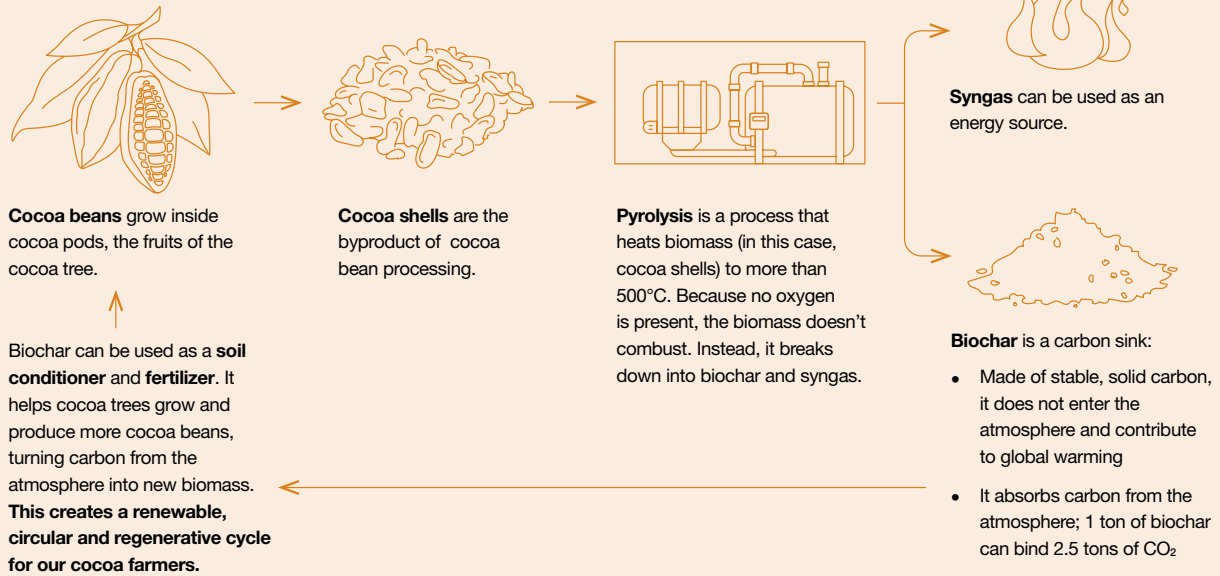 Cocoa beans grow inside
cocoa pods, the fruits of the
cocoa tree.
Cocoa shells are the
byproduct of cocoa
bean processing.
Pyrolysis is a process that
heats biomass (in this case,
cocoa shells) to more than
500°C. Because no oxygen
is present, the biomass doesn’t
combust. Instead, it breaks
down into biochar and syngas.
Syngas can be used as an
energy source.
Biochar is a carbon sink:
• Made of stable, solid carbon,
it does not enter the
atmosphere and contribute
to global warming
• It absorbs carbon from the
atmosphere; 1 ton of biochar
can bind 2.5 tons of CO₂
Biochar can be used as a soil
conditioner and fertilizer. It
helps cocoa trees grow and
produce more cocoa beans,
turning carbon from the
atmosphere into new biomass.
This creates a renewable,
circular and regenerative cycle
for our cocoa farmers.